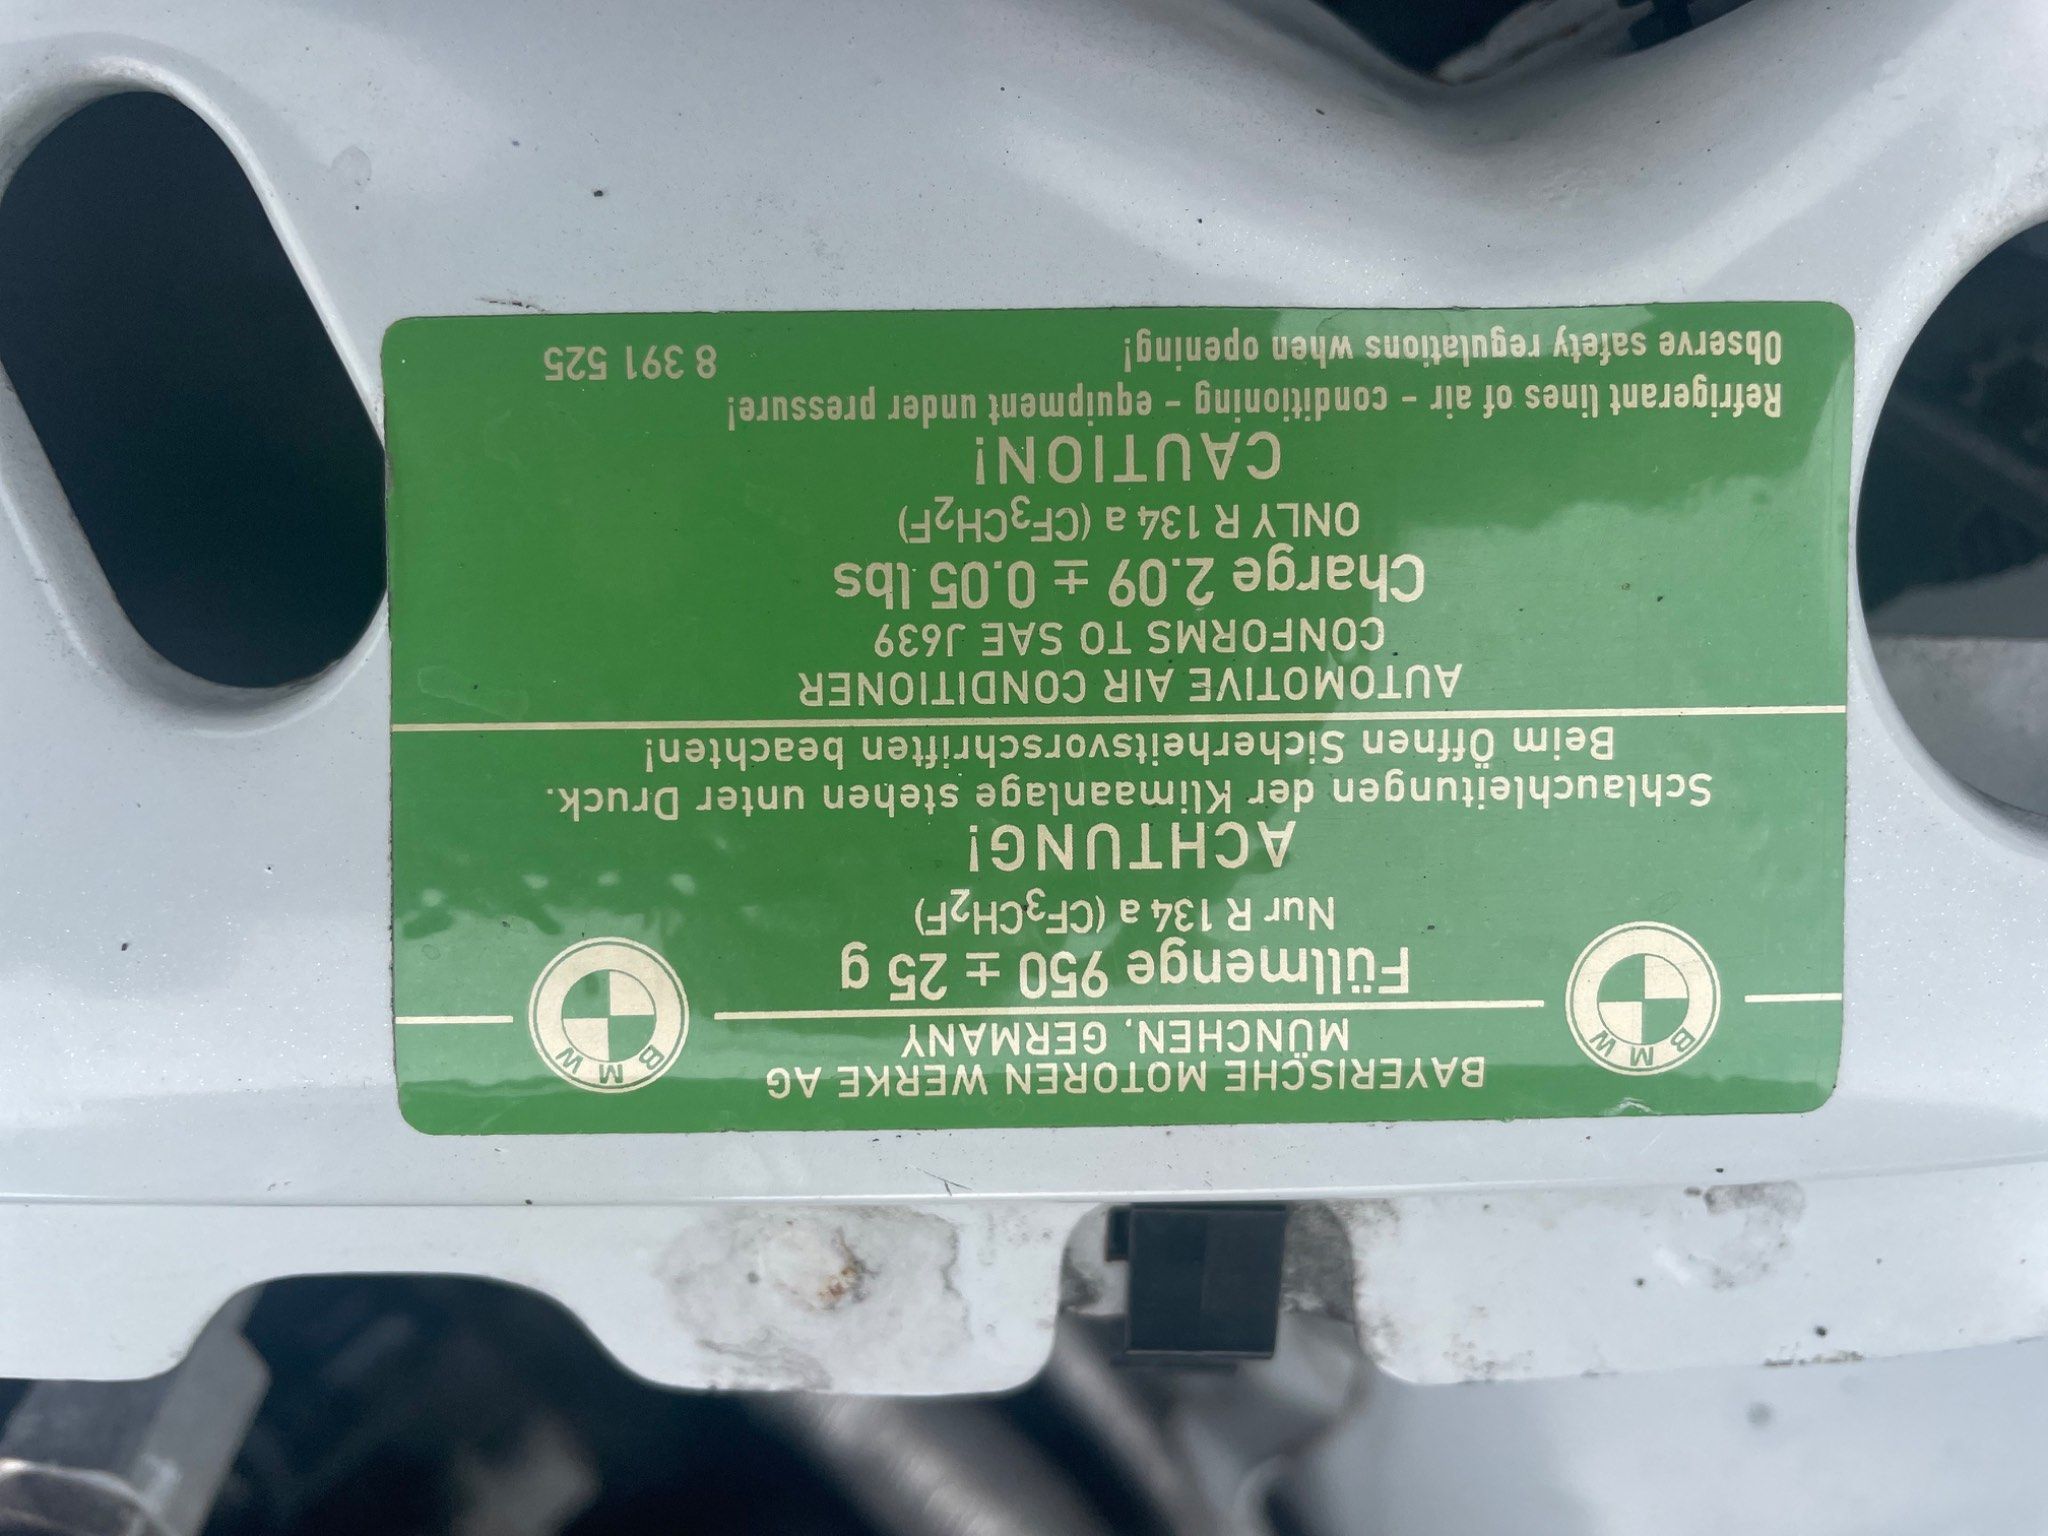 BAYERISCHE MOTOREN WERKE AG
MÜNCHEN, GERMANY
BMW
BMW
Füllmenge 950 ± 25 g
Nur R 134 a (CF3CH2F)
ACHTUNG!
Schlauchleitungen der Klimaanlage stehen unter Druck.
Beim Öffnen Sicherheitsvorschriften beachten!
AUTOMOTIVE AIR CONDITIONER
CONFORMS TO SAE J639
Charge 2.09 ± 0.05 lbs
ONLY R 134 a (CF3CH2F)
CAUTION!
Refrigerant lines of air - conditioning - equipment under pressure!
Observe safety regulations when opening!
8 391 525